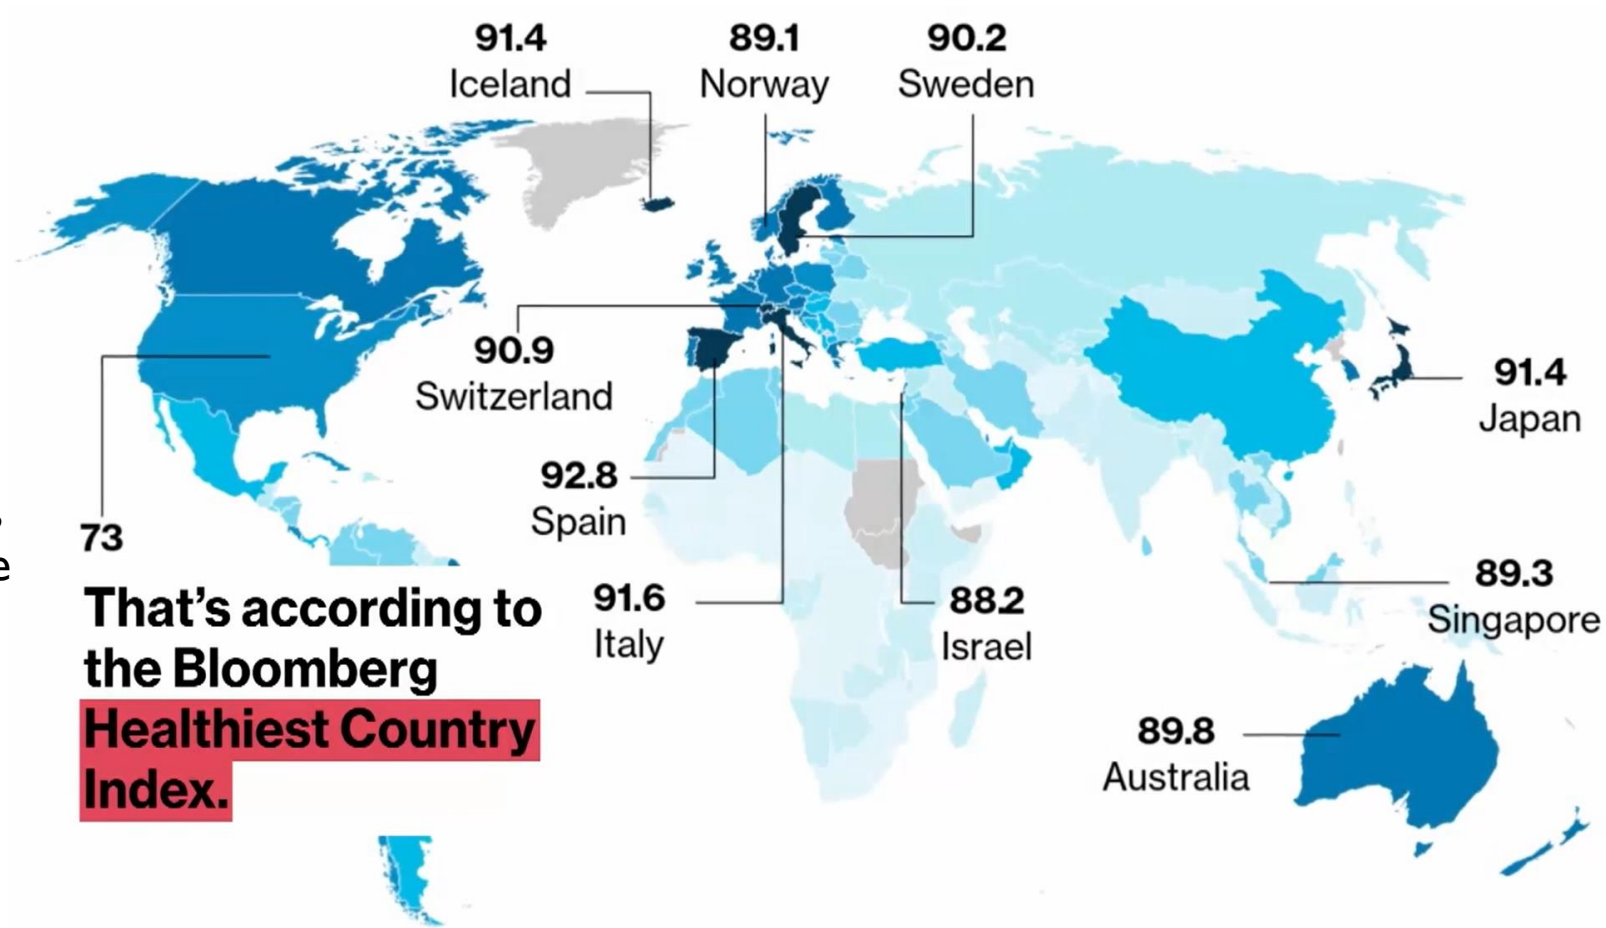 91.4
Iceland
89.1
Norway
90.2
Sweden
90.9
Switzerland
91.4
Japan
92.8
Spain
73
e
89.3
Singapore
91.6
Italy
88.2
Israel
That's according to
the Bloomberg
Healthiest Country
Index.
89.8
Australia